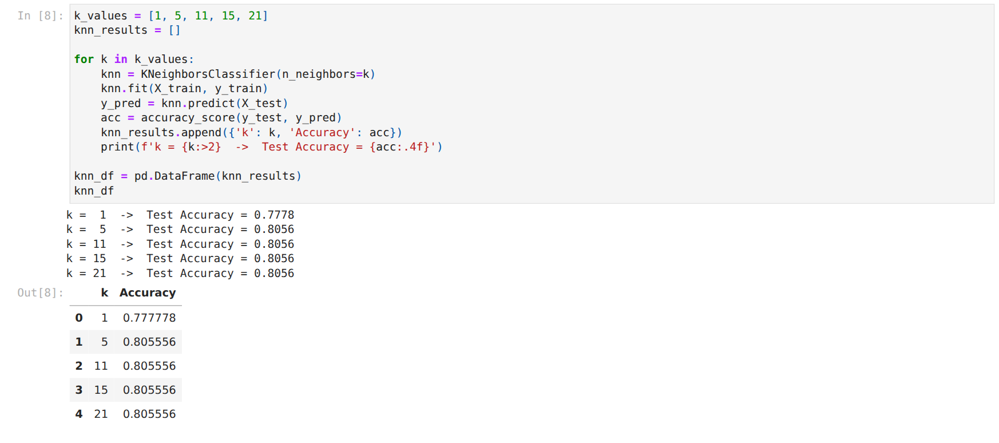 In [8]: k_values = [1, 5, 11, 15, 21]
knn_results = []

for k in k_values:
    knn = KNeighborsClassifier(n_neighbors=k)
    knn.fit(X_train, y_train)
    y_pred = knn.predict(X_test)
    acc = accuracy_score(y_test, y_pred)
    knn_results.append({'k': k, 'Accuracy': acc})
    print(f'k = {k:>2}  ->  Test Accuracy = {acc:.4f}')

knn_df = pd.DataFrame(knn_results)
knn_df
k =  1  ->  Test Accuracy = 0.7778
k =  5  ->  Test Accuracy = 0.8056
k = 11  ->  Test Accuracy = 0.8056
k = 15  ->  Test Accuracy = 0.8056
k = 21  ->  Test Accuracy = 0.8056
Out[8]: k Accuracy
0 1 0.777778
1 5 0.805556
2 11 0.805556
3 15 0.805556
4 21 0.805556